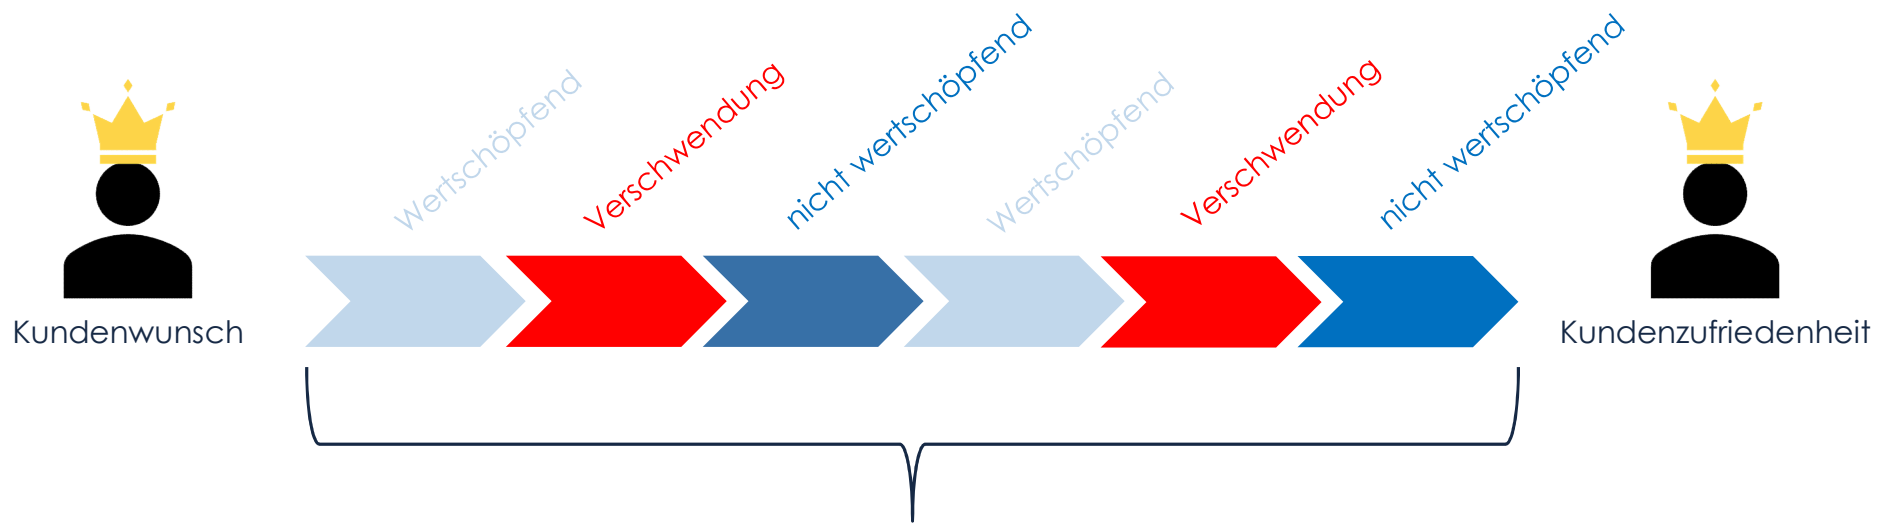 Wertschöpfend
Verschwendung
nicht wertschöpfend
Wertschöpfend
Verschwendung
nicht wertschöpfend
Kundenwunsch
Kundenzufriedenheit